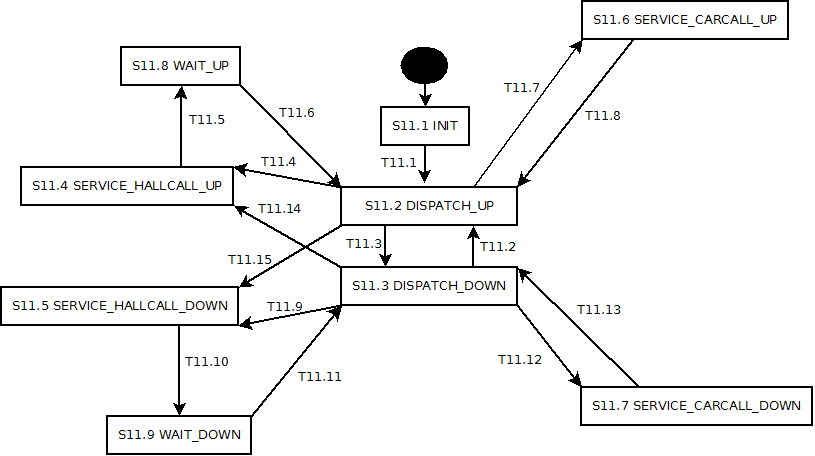 S11.6 SERVICE_CARCALL_UP
S11.8 WAIT_UP
T11.7
T11.6
T11.8
T11.5
S11.1 INIT
T11.4
T11.1
S11.4 SERVICE_HALLCALL_UP
S11.2 DISPATCH_UP
T11.14
T11.3
T11.2
T11.15
S11.3 DISPATCH_DOWN
S11.5 SERVICE_HALLCALL_DOWN
T11.9
T11.13
T11.10
T11.12
T11.11
S11.7 SERVICE_CARCALL_DOWN
S11.9 WAIT_DOWN